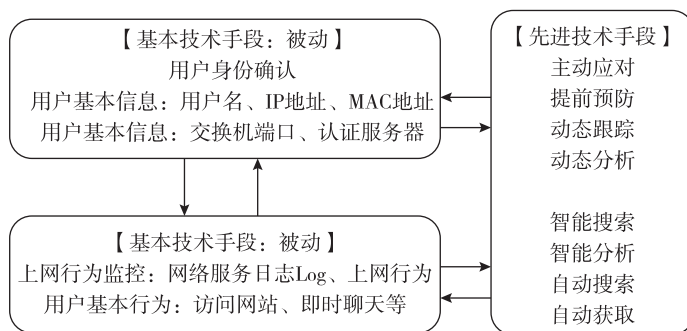 【基本技术手段：被动】
用户身份确认
用户基本信息：用户名、IP地址、MAC地址
用户基本信息：交换机端口、认证服务器
【基本技术手段：被动】
上网行为监控：网络服务日志Log、上网行为
用户基本行为：访问网站、即时聊天等
【先进技术手段】
主动应对
提前预防
动态跟踪
动态分析
智能搜索
智能分析
自动搜索
自动获取